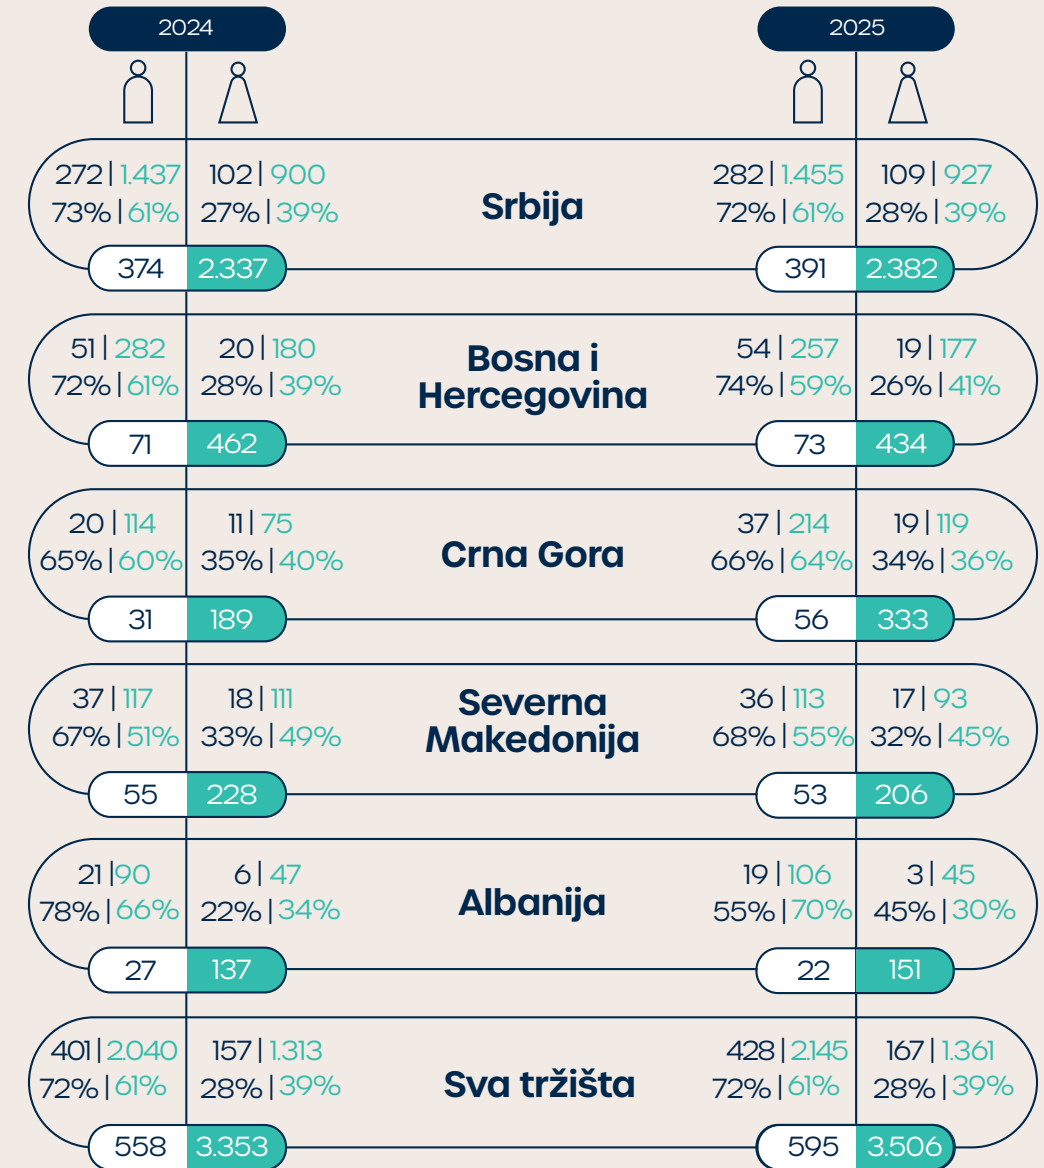 2024 2025
272 | 1.437 102 | 900 282 | 1.455 109 | 927
73% | 61% 27% | 39% Srbija 72% | 61% 28% | 39%
374 2.337 391 2.382
51 | 282 20 | 180 Bosna i 54 | 257 19 | 177
72% | 61% 28% | 39% Hercegovina 74% | 59% 26% | 41%
71 462 73 434
20 | 114 11 | 75 37 | 214 19 | 119
65% | 60% 35% | 40% Crna Gora 66% | 64% 34% | 36%
31 189 56 333
37 | 117 18 | 111 Severna 36 | 113 17 | 93
67% | 51% 33% | 49% Makedonija 68% | 55% 32% | 45%
55 228 53 206
21 |90 6 | 47 19 | 106 3 | 45
78% | 66% 22% | 34% Albanija 55% | 70% 45% | 30%
27 137 22 151
401 | 2.040 157 | 1.313 428 | 2.145 167 | 1.361
72% | 61% 28% | 39% Sva tržišta 72% | 61% 28% | 39%
558 3.353 595 3.506